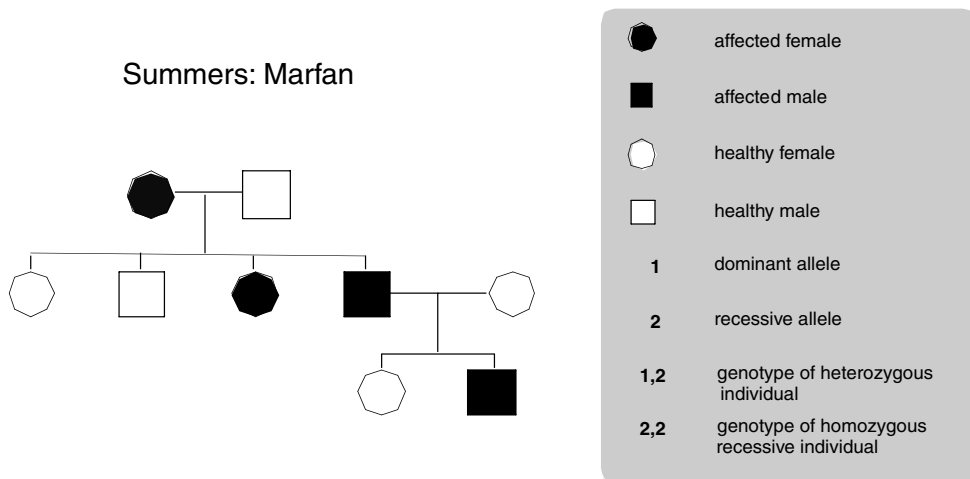 Summers: Marfan
affected female
affected male
healthy female
healthy male
1 dominant allele
2 recessive allele
1,2 genotype of heterozygous
individual
2,2 genotype of homozygous
recessive individual